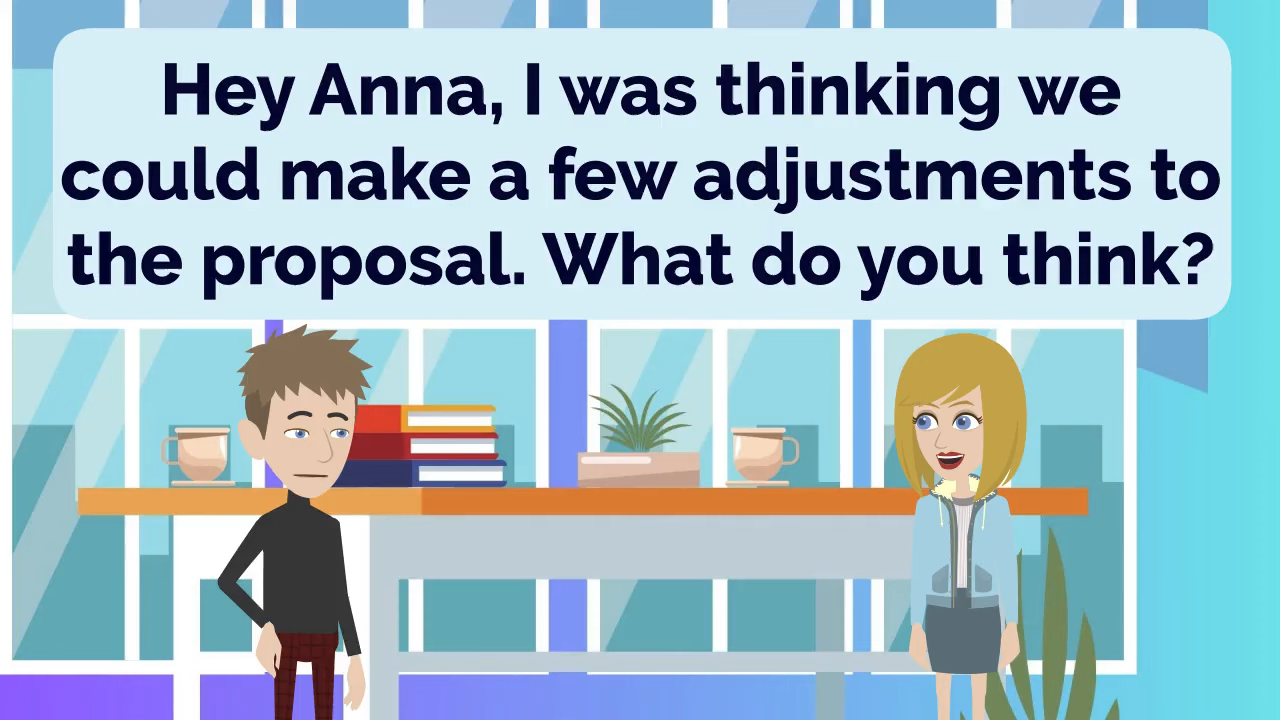 Hey Anna, I was thinking we
could make a few adjustments to
the proposal. What do you think?